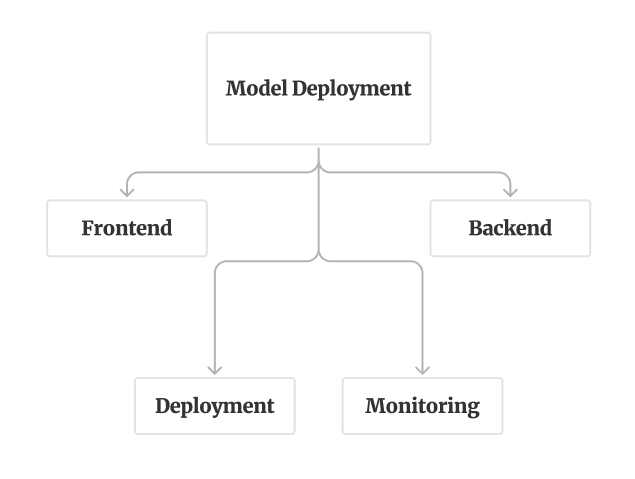 Model Deployment
Frontend
Backend
Deployment
Monitoring